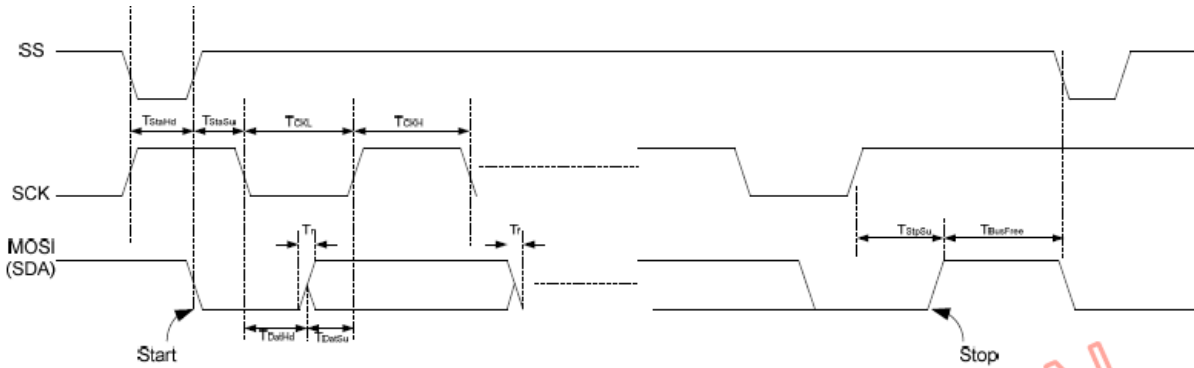 SS
TStaHd TStaSu TCKL TCKH
SCK
Tr Tf
TStpSu TBusFree
MOSI
(SDA)
TDatHd TDatSu
Start Stop